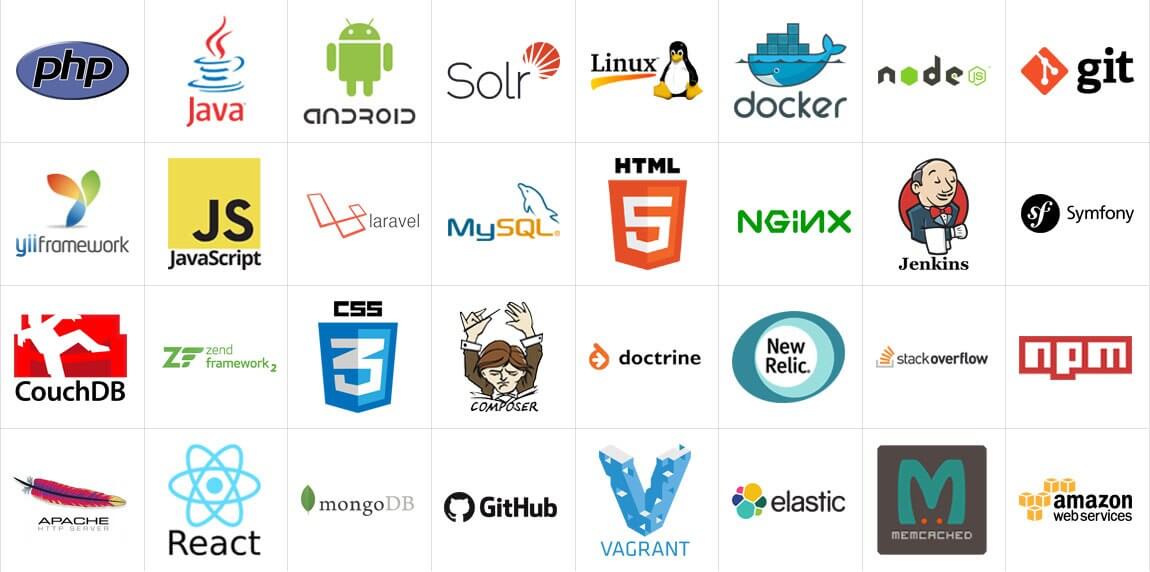 php
Java
ANDROID
Solr
Linux
docker
node
JS
git
yiiframework
JS
JavaScript
laravel
MySQL®
HTML
5
NGiNX
Jenkins
sf Symfony
CouchDB
ZF zend
framework 2
CSS
3
COMPOSER
doctrine
New
Relic.
stackoverflow
npm
APACHE
HTTP SERVER
React
mongoDB
GitHub
VAGRANT
elastic
MEMCACHED
amazon
web services